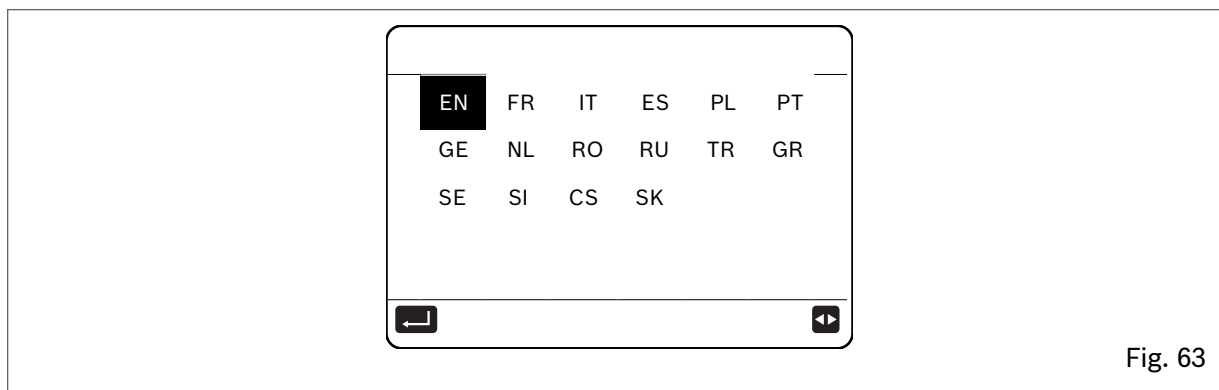 EN FR IT ES PL PT
GE NL RO RU TR GR
SE SI CS SK
Fig. 63